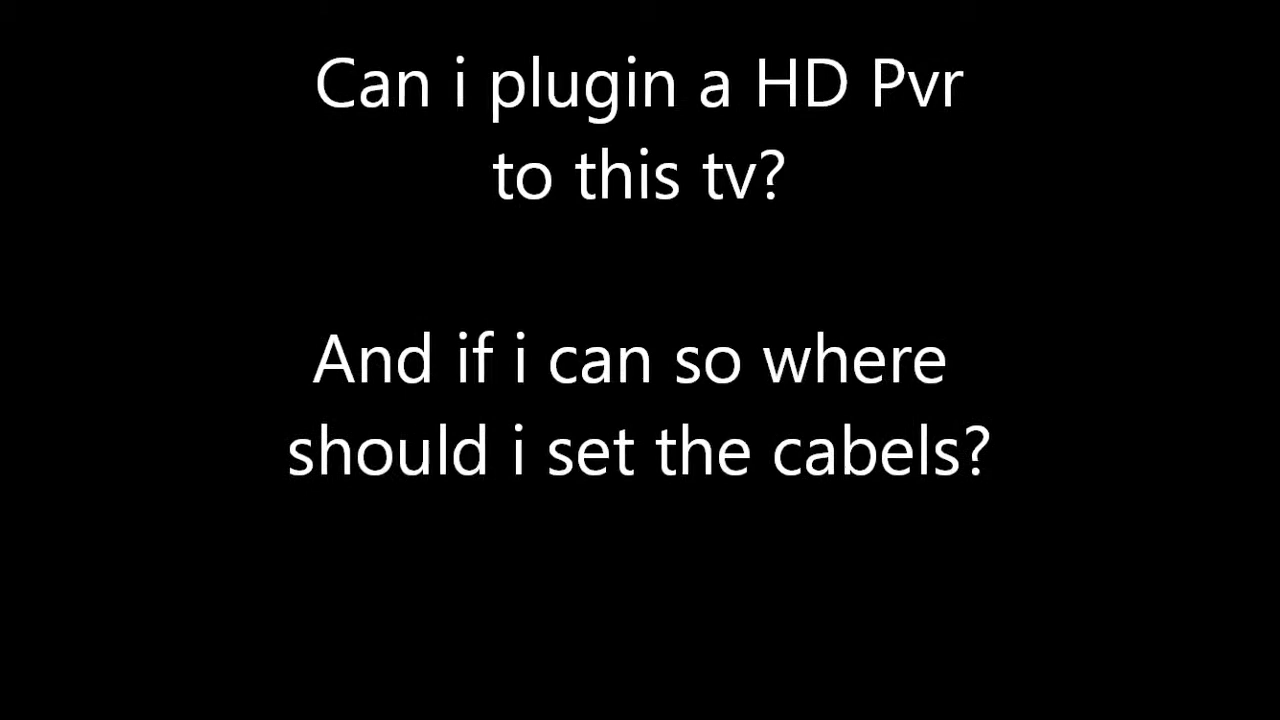 Can i plugin a HD Pvr
to this tv?
And if i can so where
should i set the cabels?